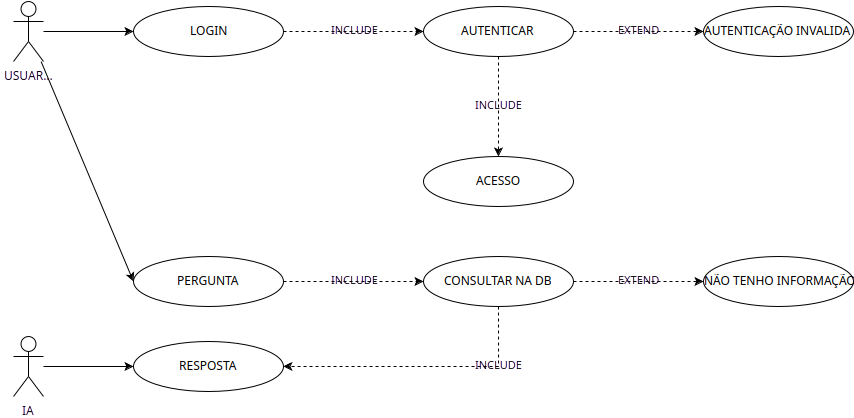 LOGIN
INCLUDE
AUTENTICAR
EXTEND
AUTENTICAÇÃO INVALIDA
USUAR...
INCLUDE
ACESSO
PERGUNTA
INCLUDE
CONSULTAR NA DB
EXTEND
NÃO TENHO INFORMAÇÃO
RESPOSTA
INCLUDE
IA